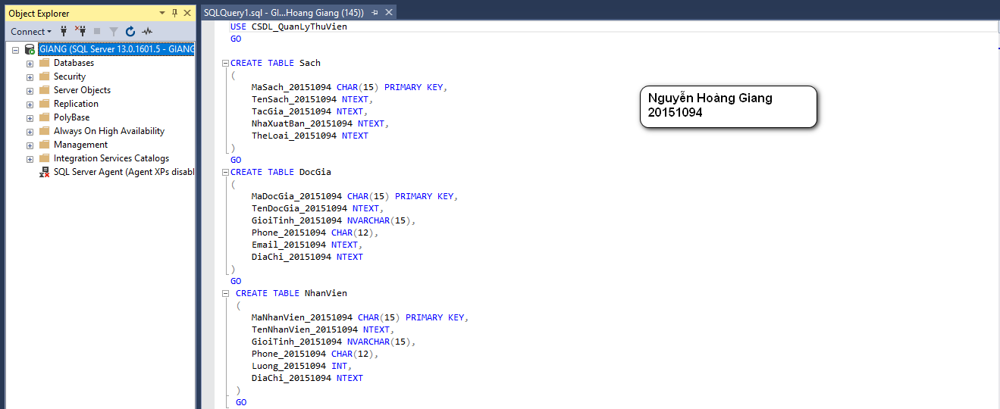 Object Explorer
Connect
GIANG (SQL Server 13.0.1601.5 - GIANG
Databases
Security
Server Objects
Replication
PolyBase
Always On High Availability
Management
Integration Services Catalogs
SQL Server Agent (Agent XPs disabl
SQLQuery1.sql - GI...Hoang Giang (145))
USE CSDL_QuanLyThuVien
GO
CREATE TABLE Sach
(
MaSach_20151094 CHAR(15) PRIMARY KEY,
TenSach_20151094 NTEXT,
TacGia_20151094 NTEXT,
NhaXuatBan_20151094 NTEXT,
TheLoai_20151094 NTEXT
)
GO
CREATE TABLE DocGia
(
MaDocGia_20151094 CHAR(15) PRIMARY KEY,
TenDocGia_20151094 NTEXT,
GioiTinh_20151094 NVARCHAR(15),
Phone_20151094 CHAR(12),
Email_20151094 NTEXT,
DiaChi_20151094 NTEXT
)
GO
CREATE TABLE NhanVien
(
MaNhanVien_20151094 CHAR(15) PRIMARY KEY,
TenNhanVien_20151094 NTEXT,
GioiTinh_20151094 NVARCHAR(15),
Phone_20151094 CHAR(12),
Luong_20151094 INT,
DiaChi_20151094 NTEXT
)
GO
Nguyễn Hoàng Giang
20151094